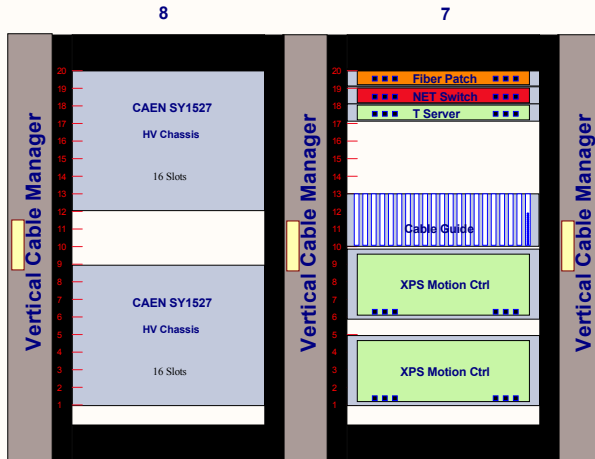 8
7
Vertical Cable Manager
20
19
18
17
16
15
14
13
12
11
10
9
8
7
6
5
4
3
2
1
CAEN SY1527
HV Chassis
16 Slots
CAEN SY1527
HV Chassis
16 Slots
Vertical Cable Manager
20
19
18
17
16
15
14
13
12
11
10
9
8
7
6
5
4
3
2
1
Fiber Patch
NET Switch
T Server
Cable Guide
XPS Motion Ctrl
XPS Motion Ctrl
Vertical Cable Manager